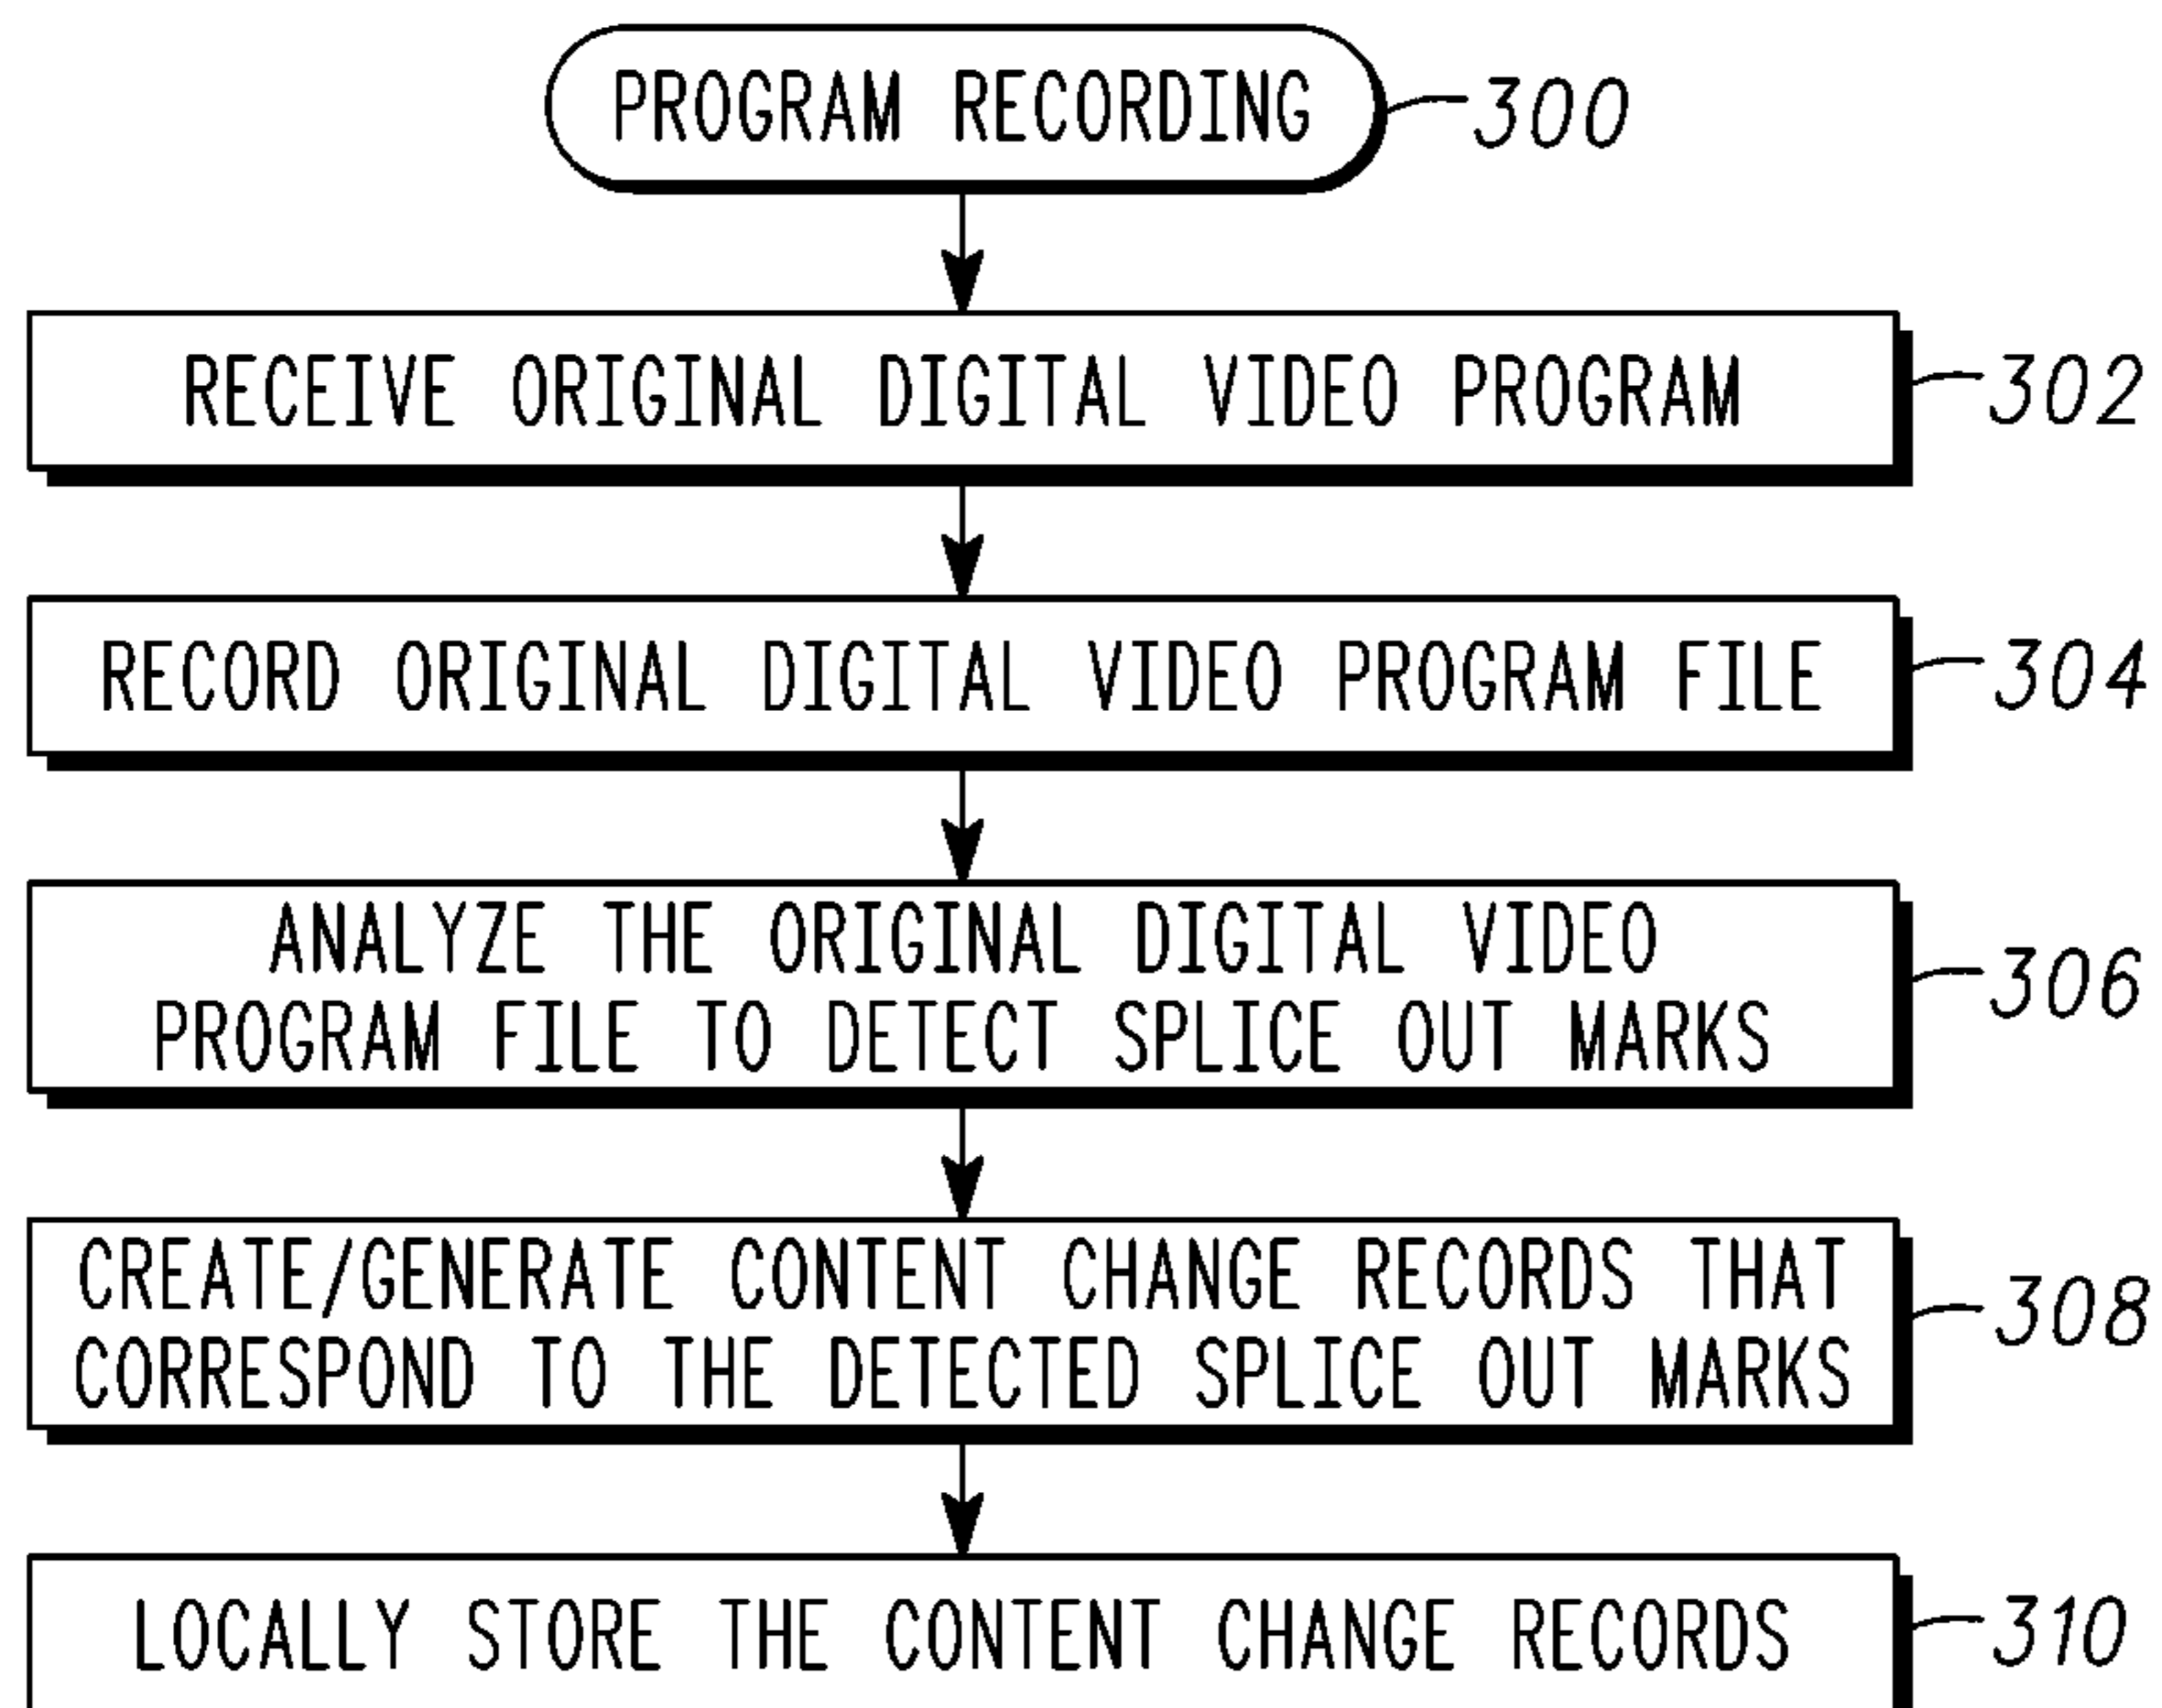 PROGRAM RECORDING
300
RECEIVE ORIGINAL DIGITAL VIDEO PROGRAM
302
RECORD ORIGINAL DIGITAL VIDEO PROGRAM FILE
304
ANALYZE THE ORIGINAL DIGITAL VIDEO
PROGRAM FILE TO DETECT SPLICE OUT MARKS
306
CREATE/GENERATE CONTENT CHANGE RECORDS THAT
CORRESPOND TO THE DETECTED SPLICE OUT MARKS
308
LOCALLY STORE THE CONTENT CHANGE RECORDS
310